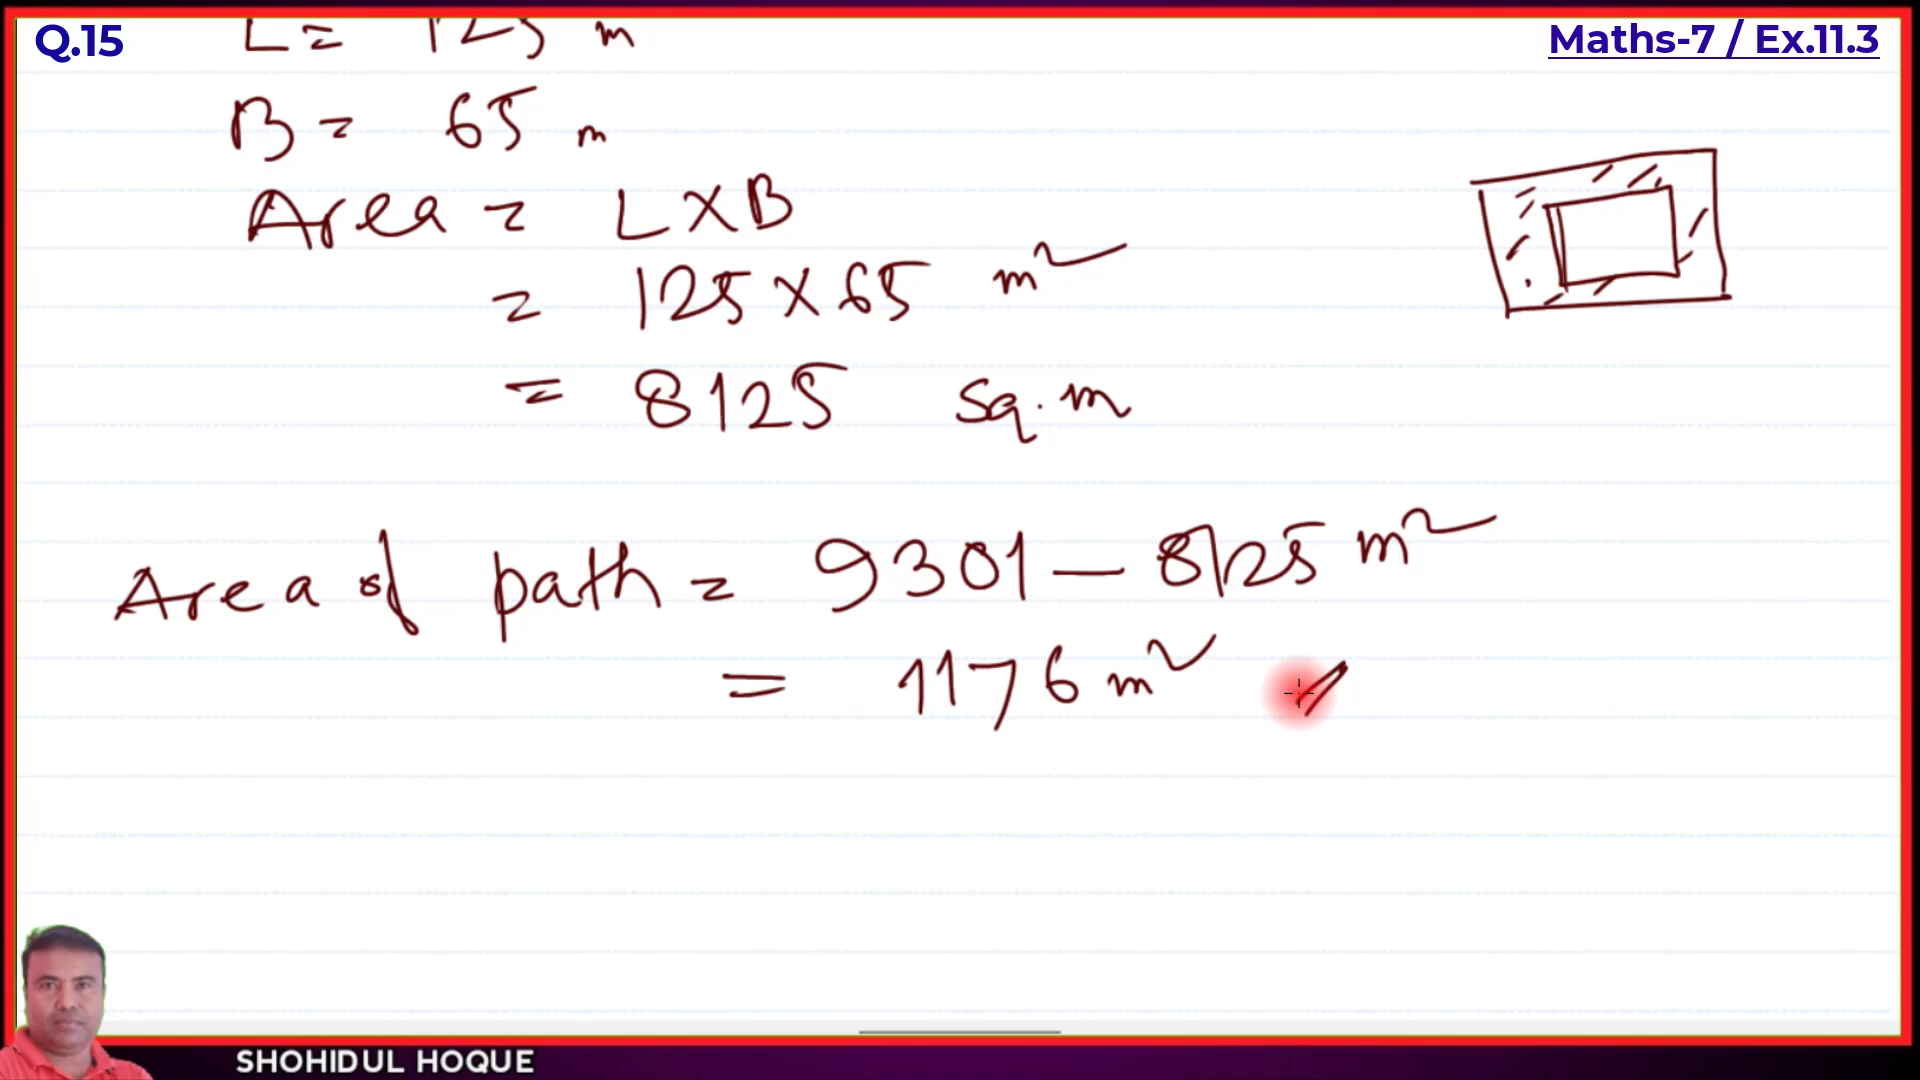 Q.15
Maths-7 / Ex.11.3
L = 125 m
B = 65 m
Area = L X B
= 125 X 65 m²
= 8125 Sq. m
Area of path = 9301 — 8125 m²
= 1176 m²
SHOHIDUL HOQUE